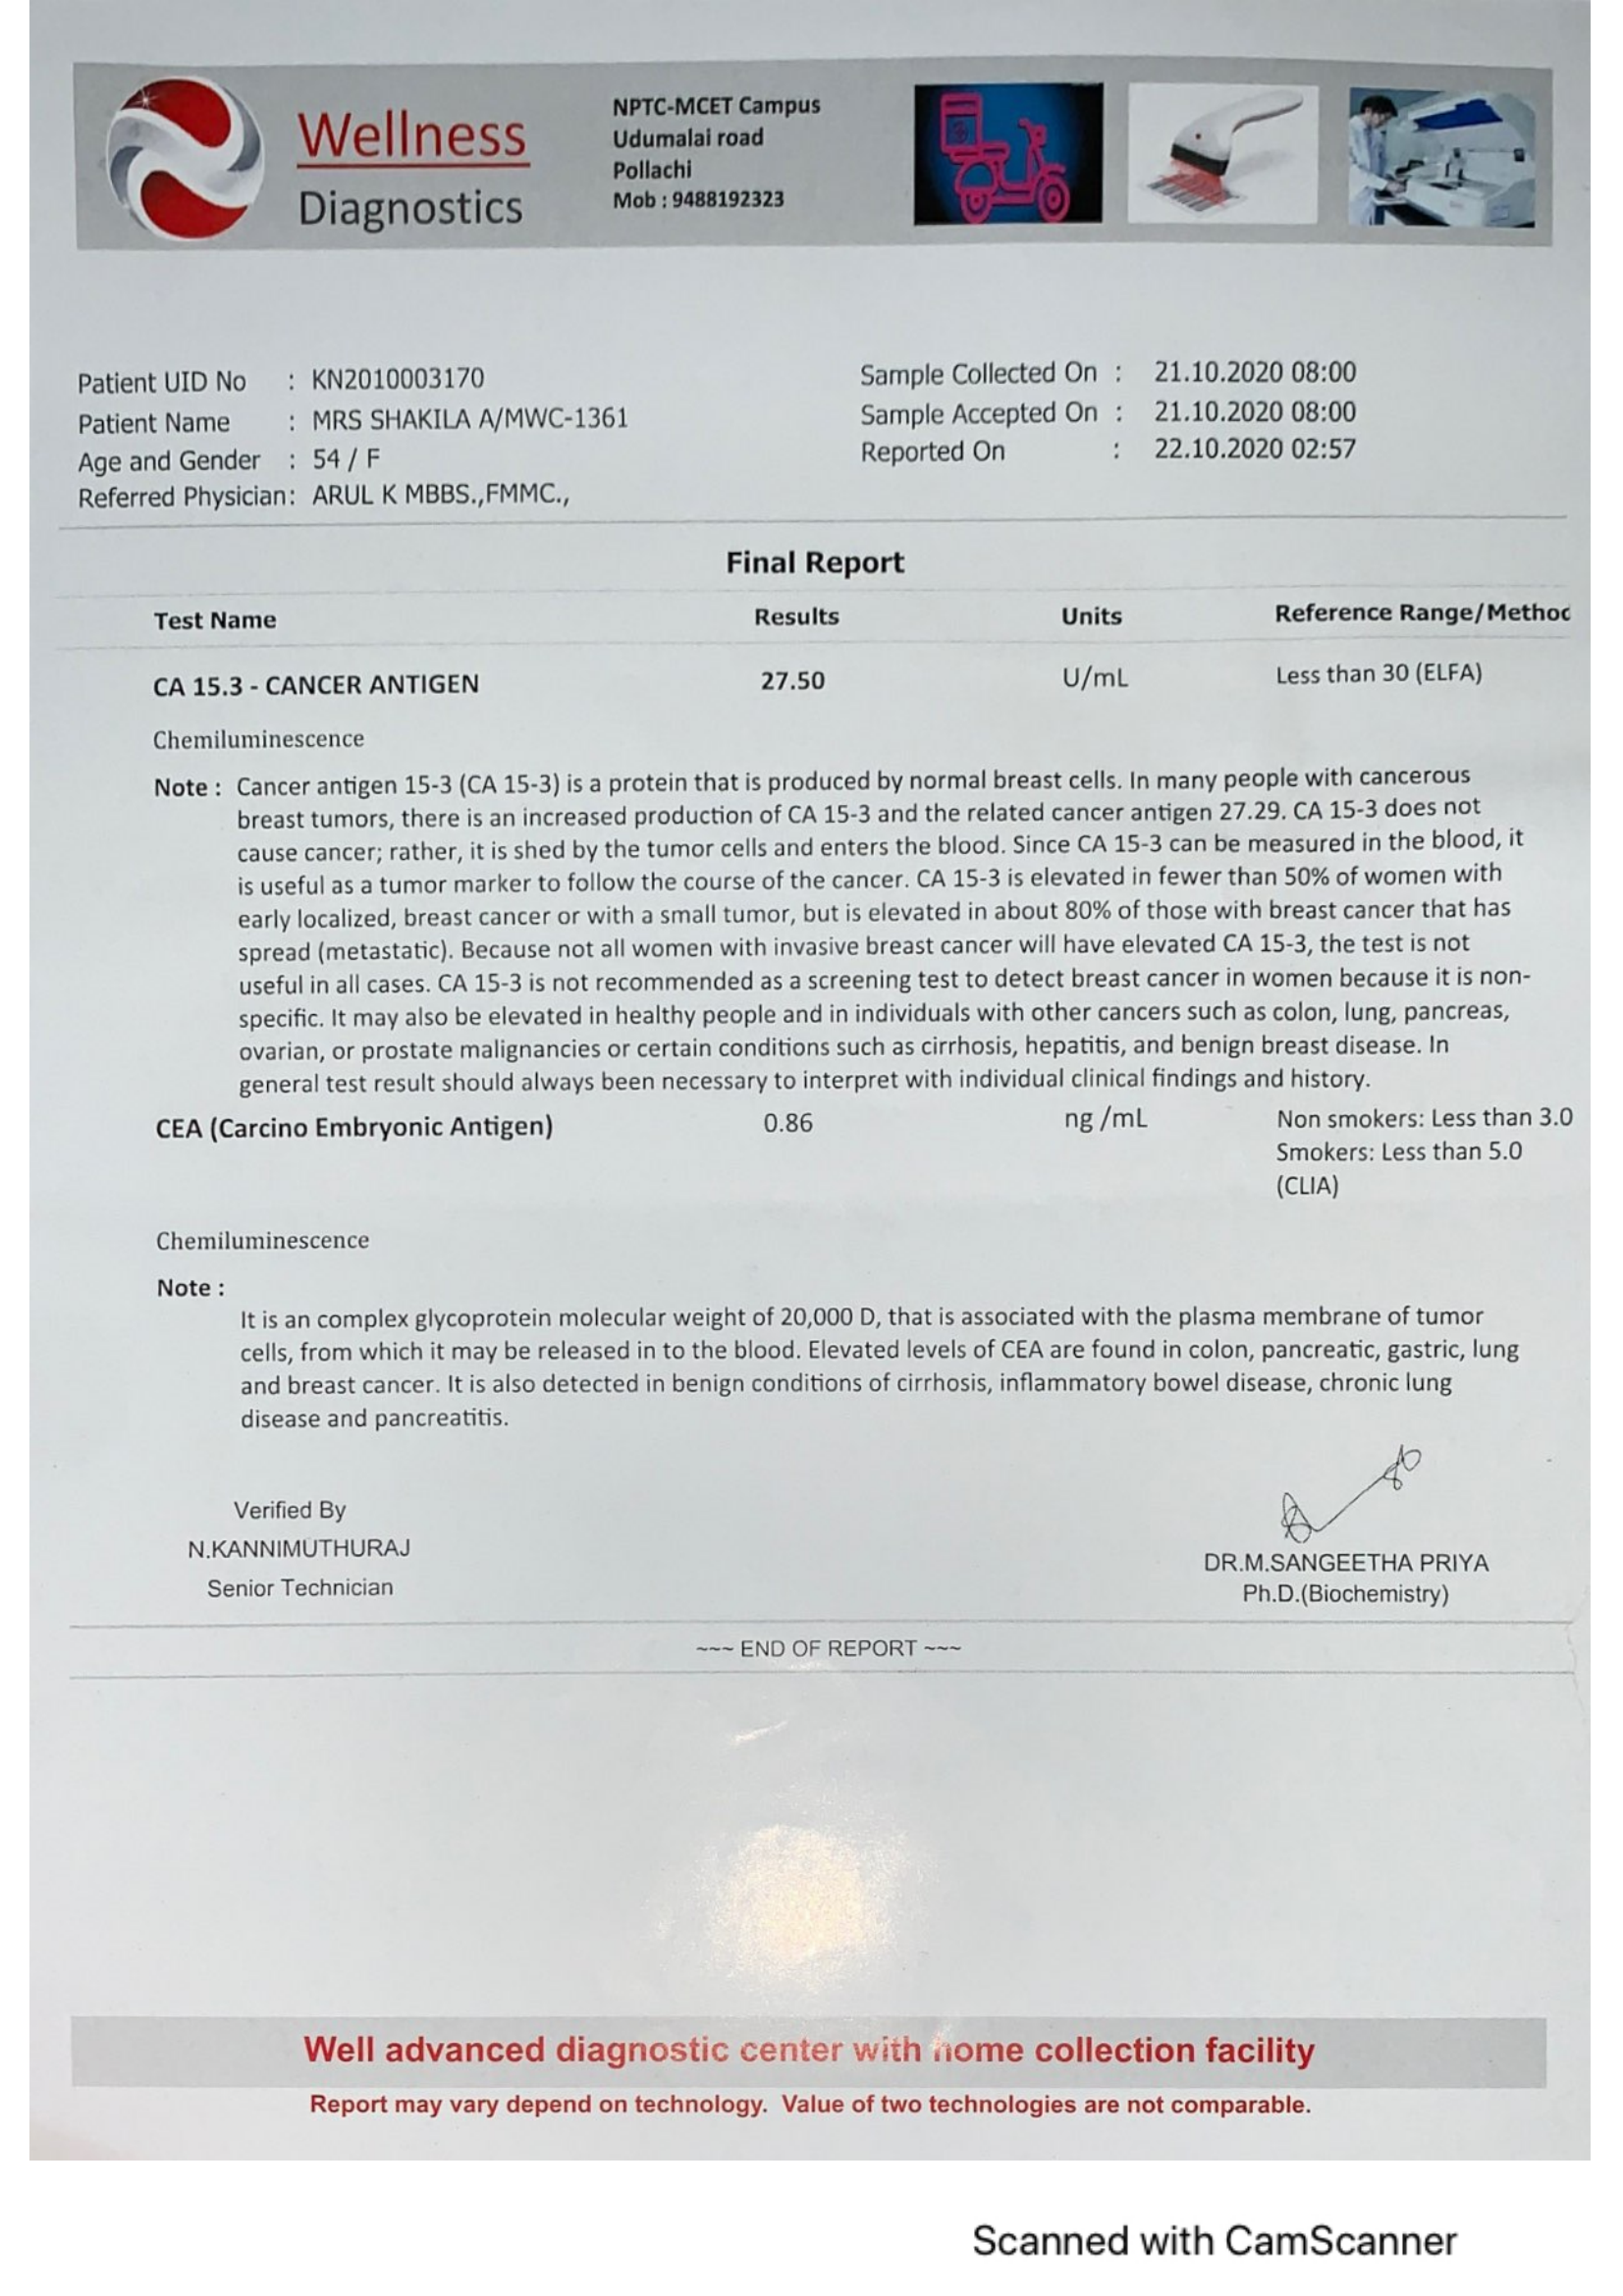 Wellness
Diagnostics
NPTC-MCET Campus
Udumalai road
Pollachi
Mob : 9488192323
Patient UID No : KN2010003170
Patient Name : MRS SHAKILA A/MWC-1361
Age and Gender : 54 / F
Referred Physician: ARUL K MBBS.,FMMC.,
Sample Collected On : 21.10.2020 08:00
Sample Accepted On : 21.10.2020 08:00
Reported On : 22.10.2020 02:57
Final Report
Test Name Results Units Reference Range/Methoc
CA 15.3 - CANCER ANTIGEN 27.50 U/mL Less than 30 (ELFA)
Chemiluminescence
Note : Cancer antigen 15-3 (CA 15-3) is a protein that is produced by normal breast cells. In many people with cancerous
breast tumors, there is an increased production of CA 15-3 and the related cancer antigen 27.29. CA 15-3 does not
cause cancer; rather, it is shed by the tumor cells and enters the blood. Since CA 15-3 can be measured in the blood, it
is useful as a tumor marker to follow the course of the cancer. CA 15-3 is elevated in fewer than 50% of women with
early localized, breast cancer or with a small tumor, but is elevated in about 80% of those with breast cancer that has
spread (metastatic). Because not all women with invasive breast cancer will have elevated CA 15-3, the test is not
useful in all cases. CA 15-3 is not recommended as a screening test to detect breast cancer in women because it is non-
specific. It may also be elevated in healthy people and in individuals with other cancers such as colon, lung, pancreas,
ovarian, or prostate malignancies or certain conditions such as cirrhosis, hepatitis, and benign breast disease. In
general test result should always been necessary to interpret with individual clinical findings and history.
CEA (Carcino Embryonic Antigen) 0.86 ng /mL Non smokers: Less than 3.0
Smokers: Less than 5.0
(CLIA)
Chemiluminescence
Note :
It is an complex glycoprotein molecular weight of 20,000 D, that is associated with the plasma membrane of tumor
cells, from which it may be released in to the blood. Elevated levels of CEA are found in colon, pancreatic, gastric, lung
and breast cancer. It is also detected in benign conditions of cirrhosis, inflammatory bowel disease, chronic lung
disease and pancreatitis.
Verified By
N.KANNIMUTHURAJ
Senior Technician
DR.M.SANGEETHA PRIYA
Ph.D.(Biochemistry)
~~~ END OF REPORT ~~~
Well advanced diagnostic center with home collection facility
Report may vary depend on technology. Value of two technologies are not comparable.
Scanned with CamScanner